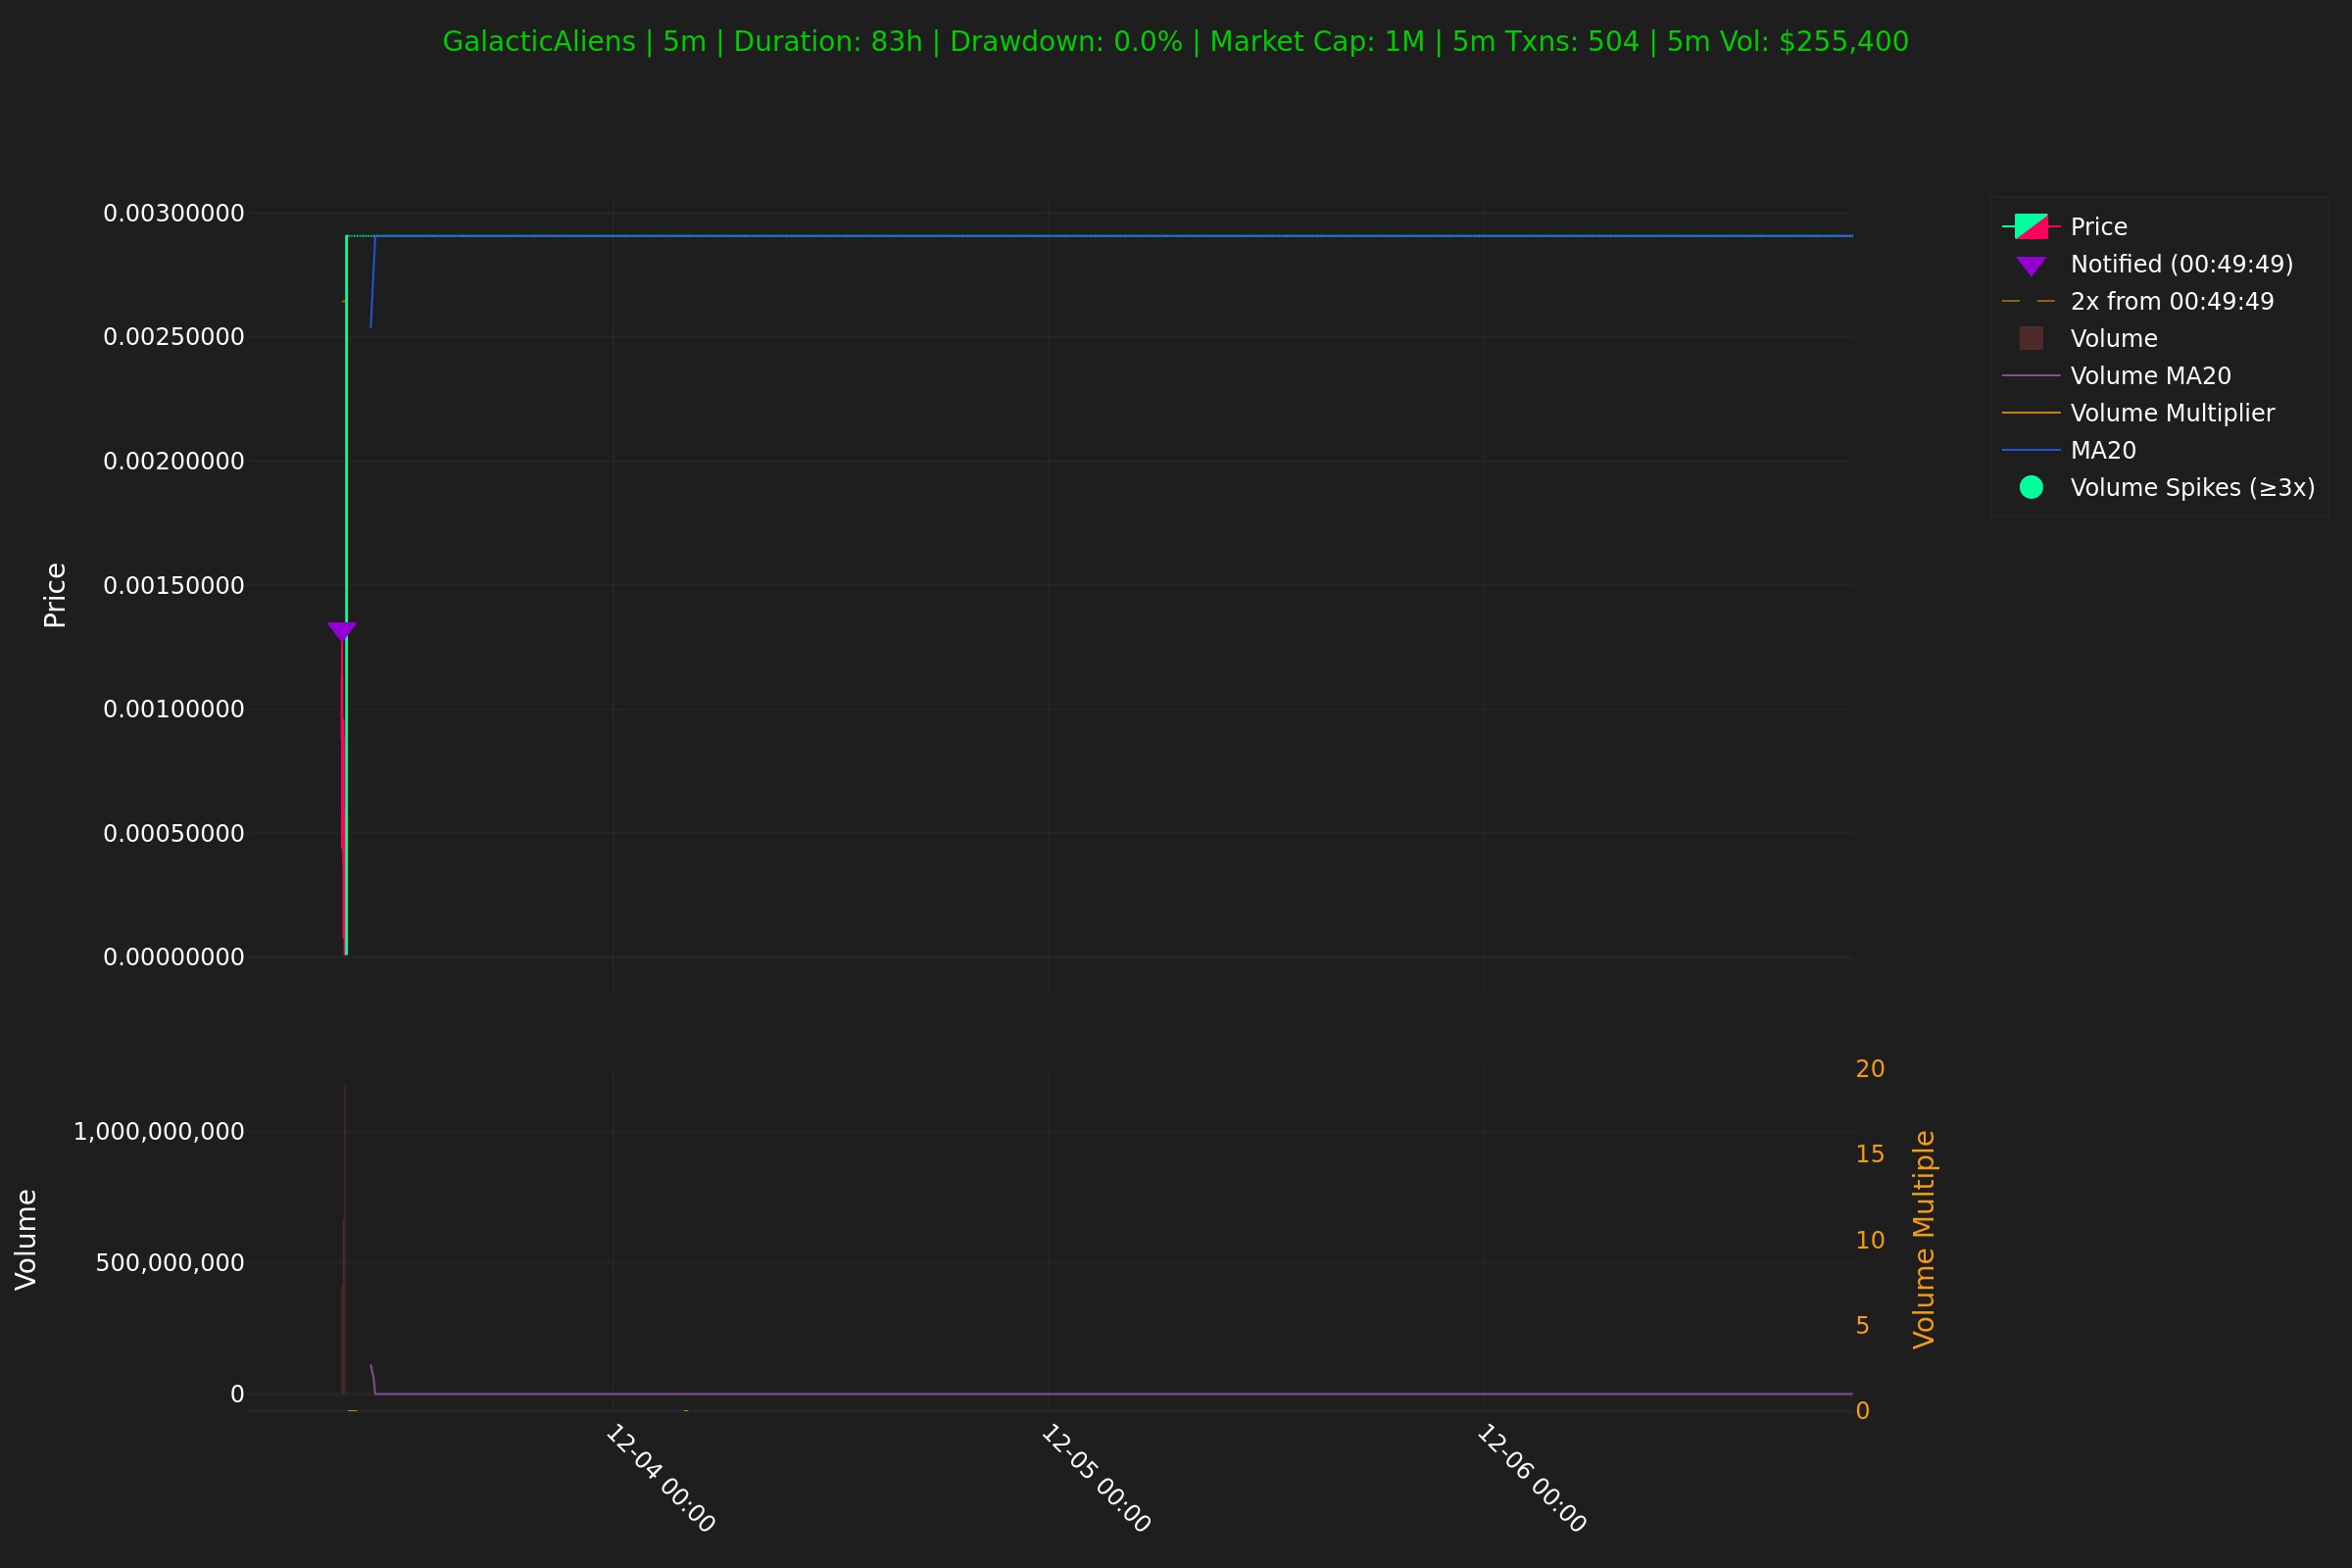 GalacticAliens | 5m | Duration: 83h | Drawdown: 0.0% | Market Cap: 1M | 5m Txns: 504 | 5m Vol: $255,400
Price
0.00300000
0.00250000
0.00200000
0.00150000
0.00100000
0.00050000
0.00000000
Price
Notified (00:49:49)
2x from 00:49:49
Volume
Volume MA20
Volume Multiplier
MA20
Volume Spikes (≥3x)
Volume
1,000,000,000
500,000,000
0
20
15
10
5
0
Volume Multiple
12-04 00:00
12-05 00:00
12-06 00:00